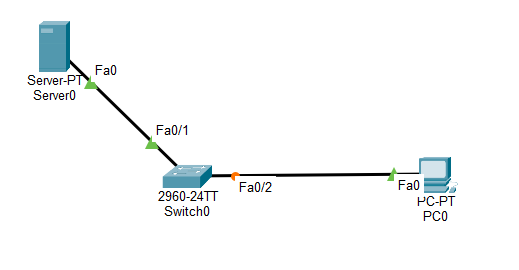 Fa0
Server-PT
Server0
Fa0/1
2960-24TT
Switch0
Fa0/2
Fa0
PC-PT
PC0